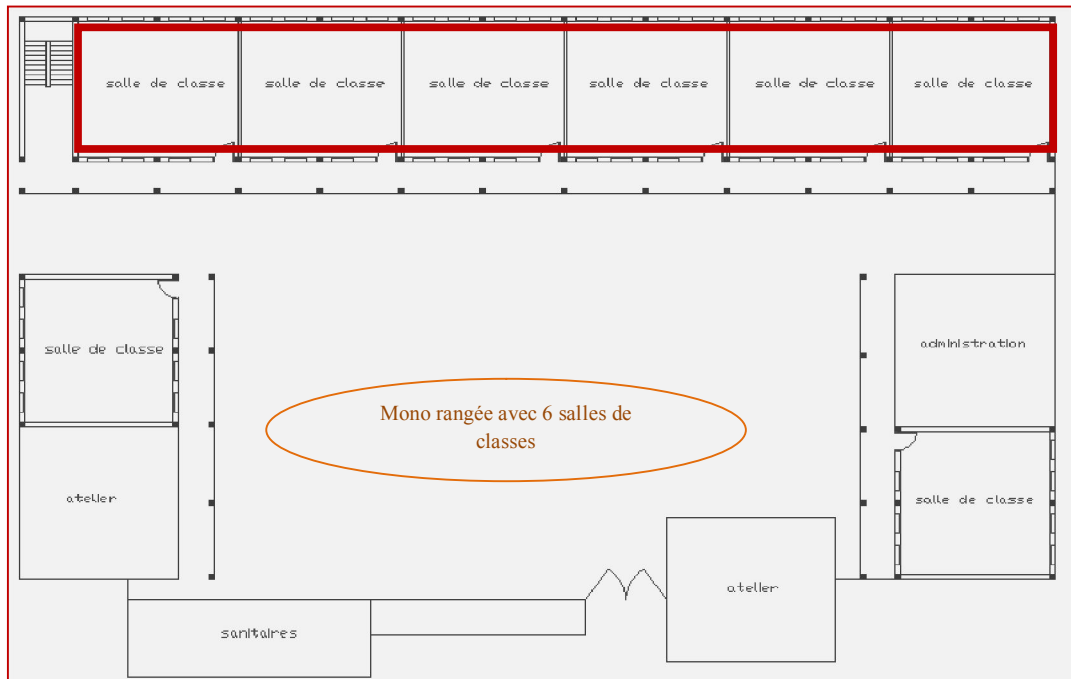 salle de classe
salle de classe
salle de classe
salle de classe
salle de classe
salle de classe
salle de classe
administration
Mono rangée avec 6 salles de
classes
atelier
salle de classe
atelier
sanitaires